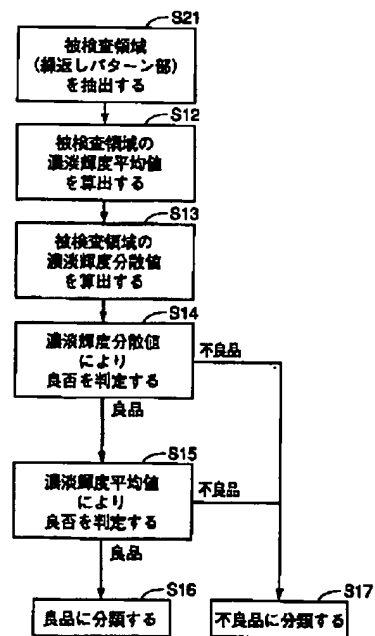 S21
被検査領域
(繰返しパターン部)
を抽出する
S12
被検査領域の
濃淡輝度平均値
を算出する
S13
被検査領域の
濃淡輝度分散値
を算出する
S14
濃淡輝度分散値
により
良否を判定する
不良品
良品
S15
濃淡輝度平均値
により
良否を判定する
不良品
良品
S16
良品に分類する
S17
不良品に分類する